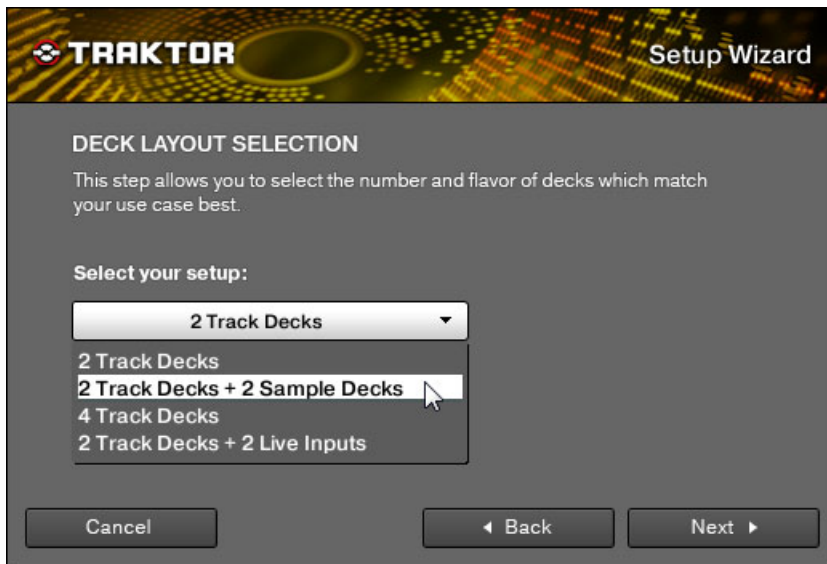 TRAKTOR
Setup Wizard
DECK LAYOUT SELECTION
This step allows you to select the number and flavor of decks which match
your use case best.
Select your setup:
2 Track Decks
2 Track Decks
2 Track Decks + 2 Sample Decks
4 Track Decks
2 Track Decks + 2 Live Inputs
Cancel
Back
Next